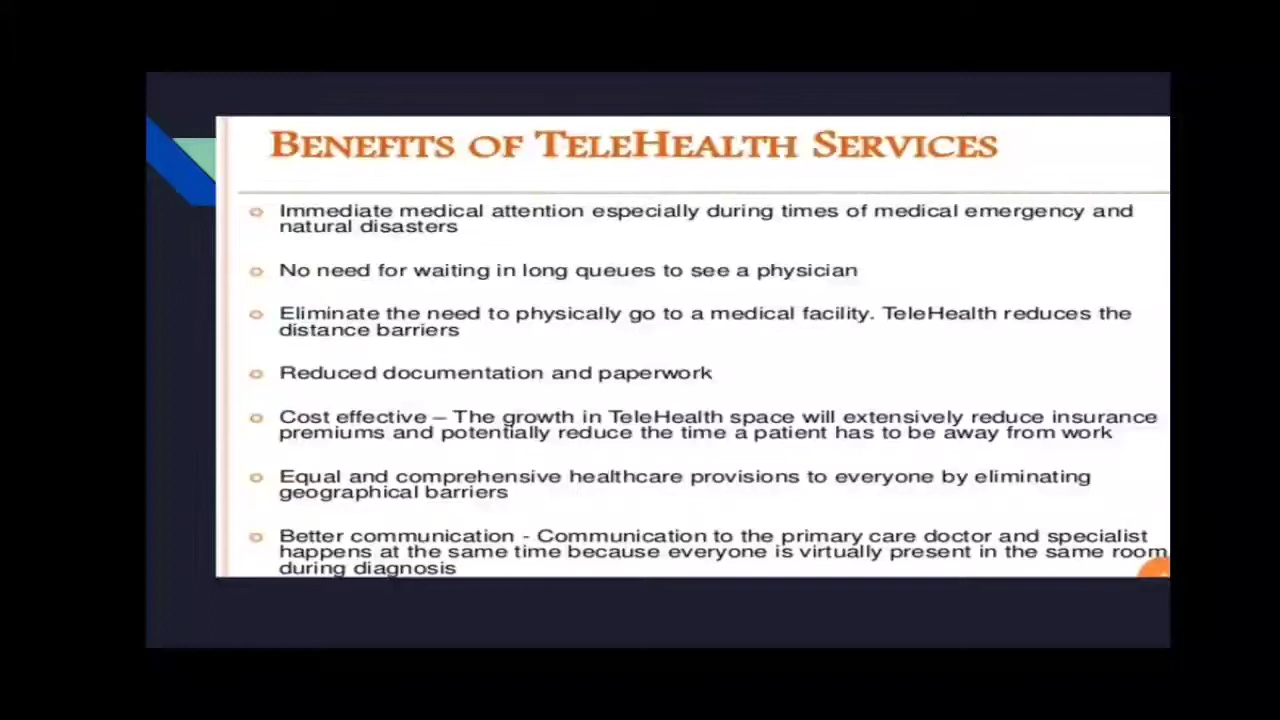 BENEFITS OF TELEHEALTH SERVICES
Immediate medical attention especially during times of medical emergency and
natural disasters
No need for waiting in long queues to see a physician
Eliminate the need to physically go to a medical facility. TeleHealth reduces the
distance barriers
Reduced documentation and paperwork
Cost effective – The growth in TeleHealth space will extensively reduce insurance
premiums and potentially reduce the time a patient has to be away from work
Equal and comprehensive healthcare provisions to everyone by eliminating
geographical barriers
Better communication - Communication to the primary care doctor and specialist
happens at the same time because everyone is virtually present in the same room
during diagnosis